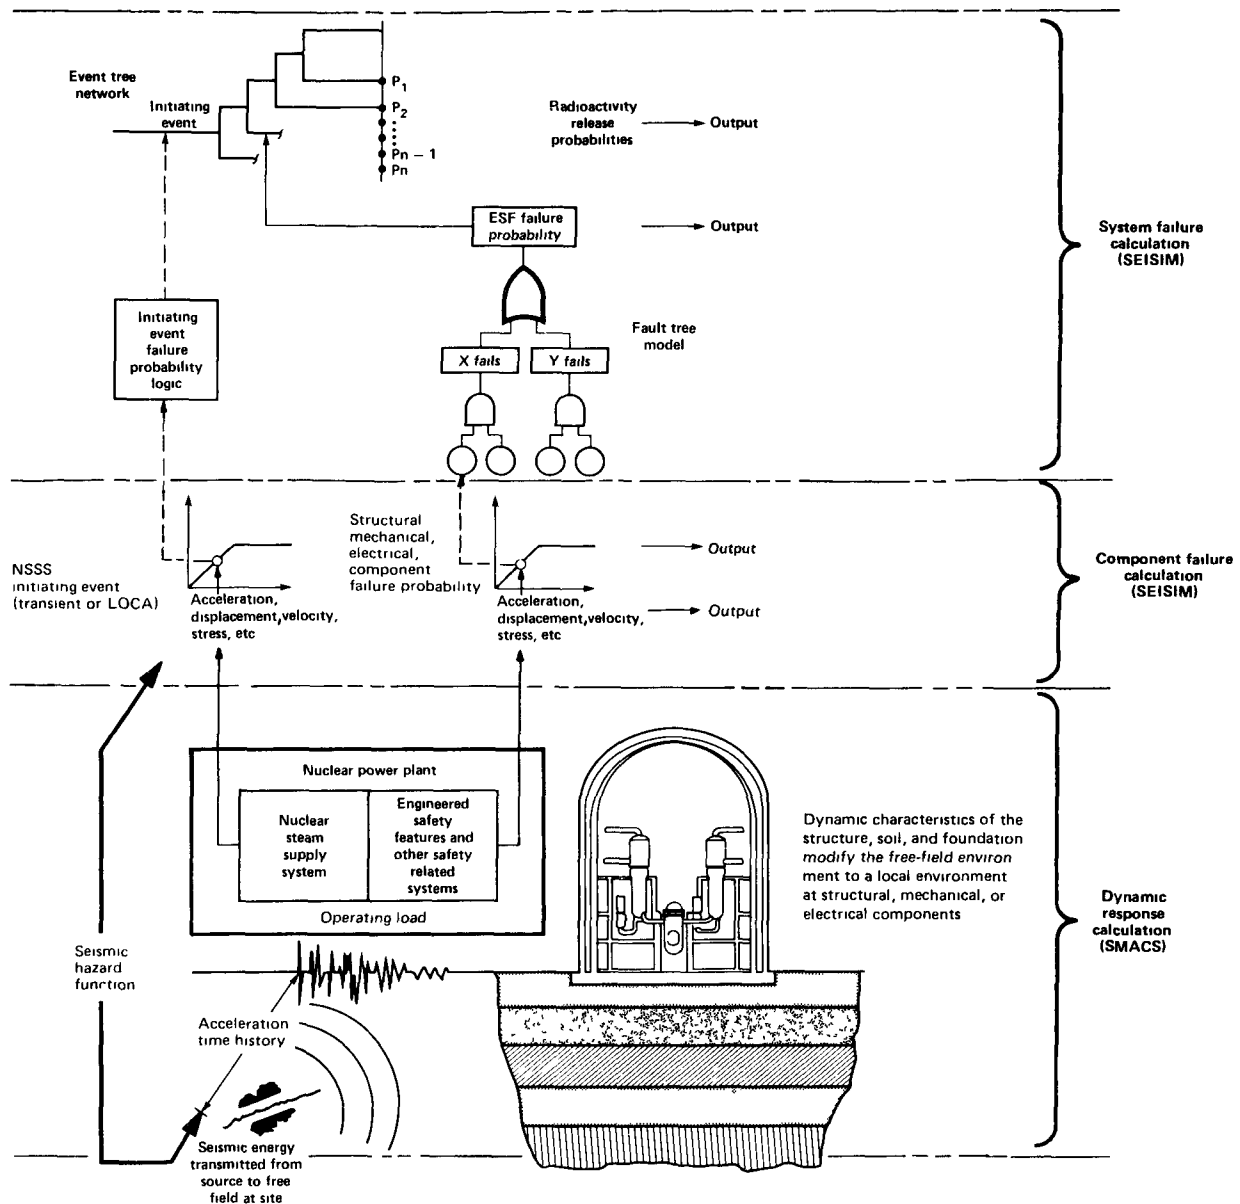 Event tree
network
Initiating
event
P1
P2
Pn – 1
Pn
Radioactivity
release
probabilities
Output
ESF failure
probability
Output
System failure
calculation
(SEISIM)
Initiating
event
failure
probability
logic
Fault tree
model
X fails
Y fails
NSSS
initiating event
(transient or LOCA)
Acceleration,
displacement, velocity,
stress, etc
Structural
mechanical,
electrical,
component
failure probability
Acceleration,
displacement, velocity,
stress, etc
Output
Output
Component failure
calculation
(SEISIM)
Nuclear power plant
Nuclear
steam
supply
system
Engineered
safety
features and
other safety
related
systems
Operating load
Dynamic characteristics of the
structure, soil, and foundation
modify the free-field environ
ment to a local environment
at structural, mechanical, or
electrical components
Dynamic
response
calculation
(SMACS)
Seismic
hazard
function
Acceleration
time history
Seismic energy
transmitted from
source to free
field at site